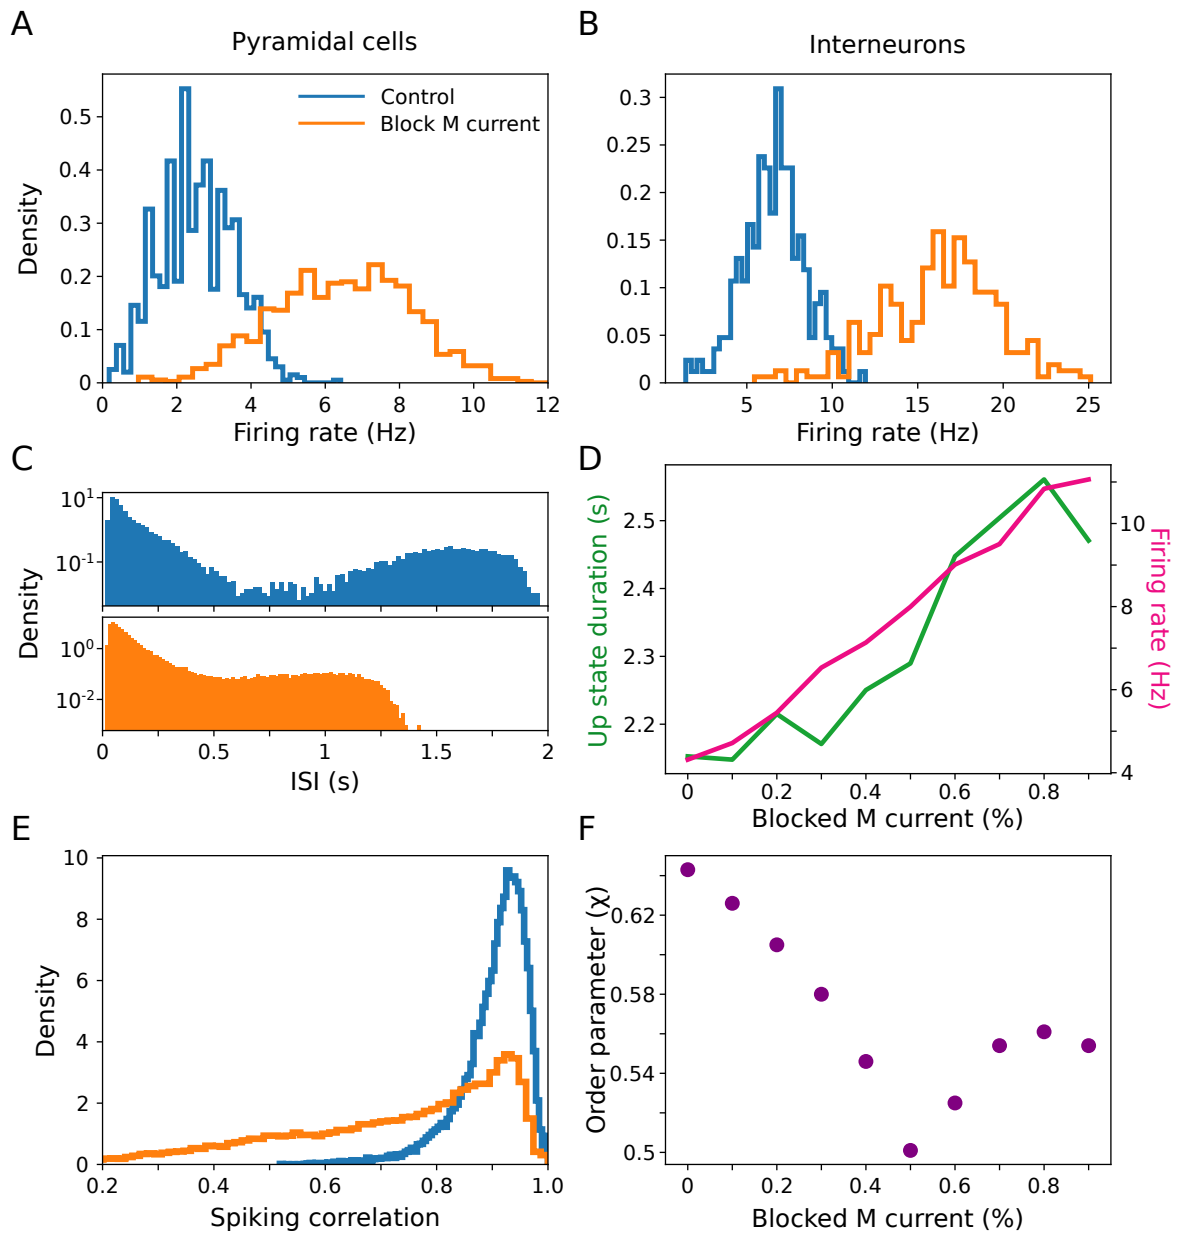 A
Pyramidal cells
Control
Block M current
0.5
0.4
0.3
0.2
0.1
0
Density
0 2 4 6 8 10 12
Firing rate (Hz)
B
Interneurons
0.3
0.25
0.2
0.15
0.1
0.05
0
5 10 15 20 25
Firing rate (Hz)
C
10^1
10^-1
10^0
10^-2
Density
Density
0 0.5 1 1.5 2
ISI (s)
D
Up state duration (s)
2.5
2.4
2.3
2.2
10
8
6
4
Firing rate (Hz)
0 0.2 0.4 0.6 0.8
Blocked M current (%)
E
10
8
6
4
2
0
Density
0.2 0.4 0.6 0.8 1.0
Spiking correlation
F
Order parameter (χ)
0.62
0.58
0.54
0.5
0 0.2 0.4 0.6 0.8
Blocked M current (%)